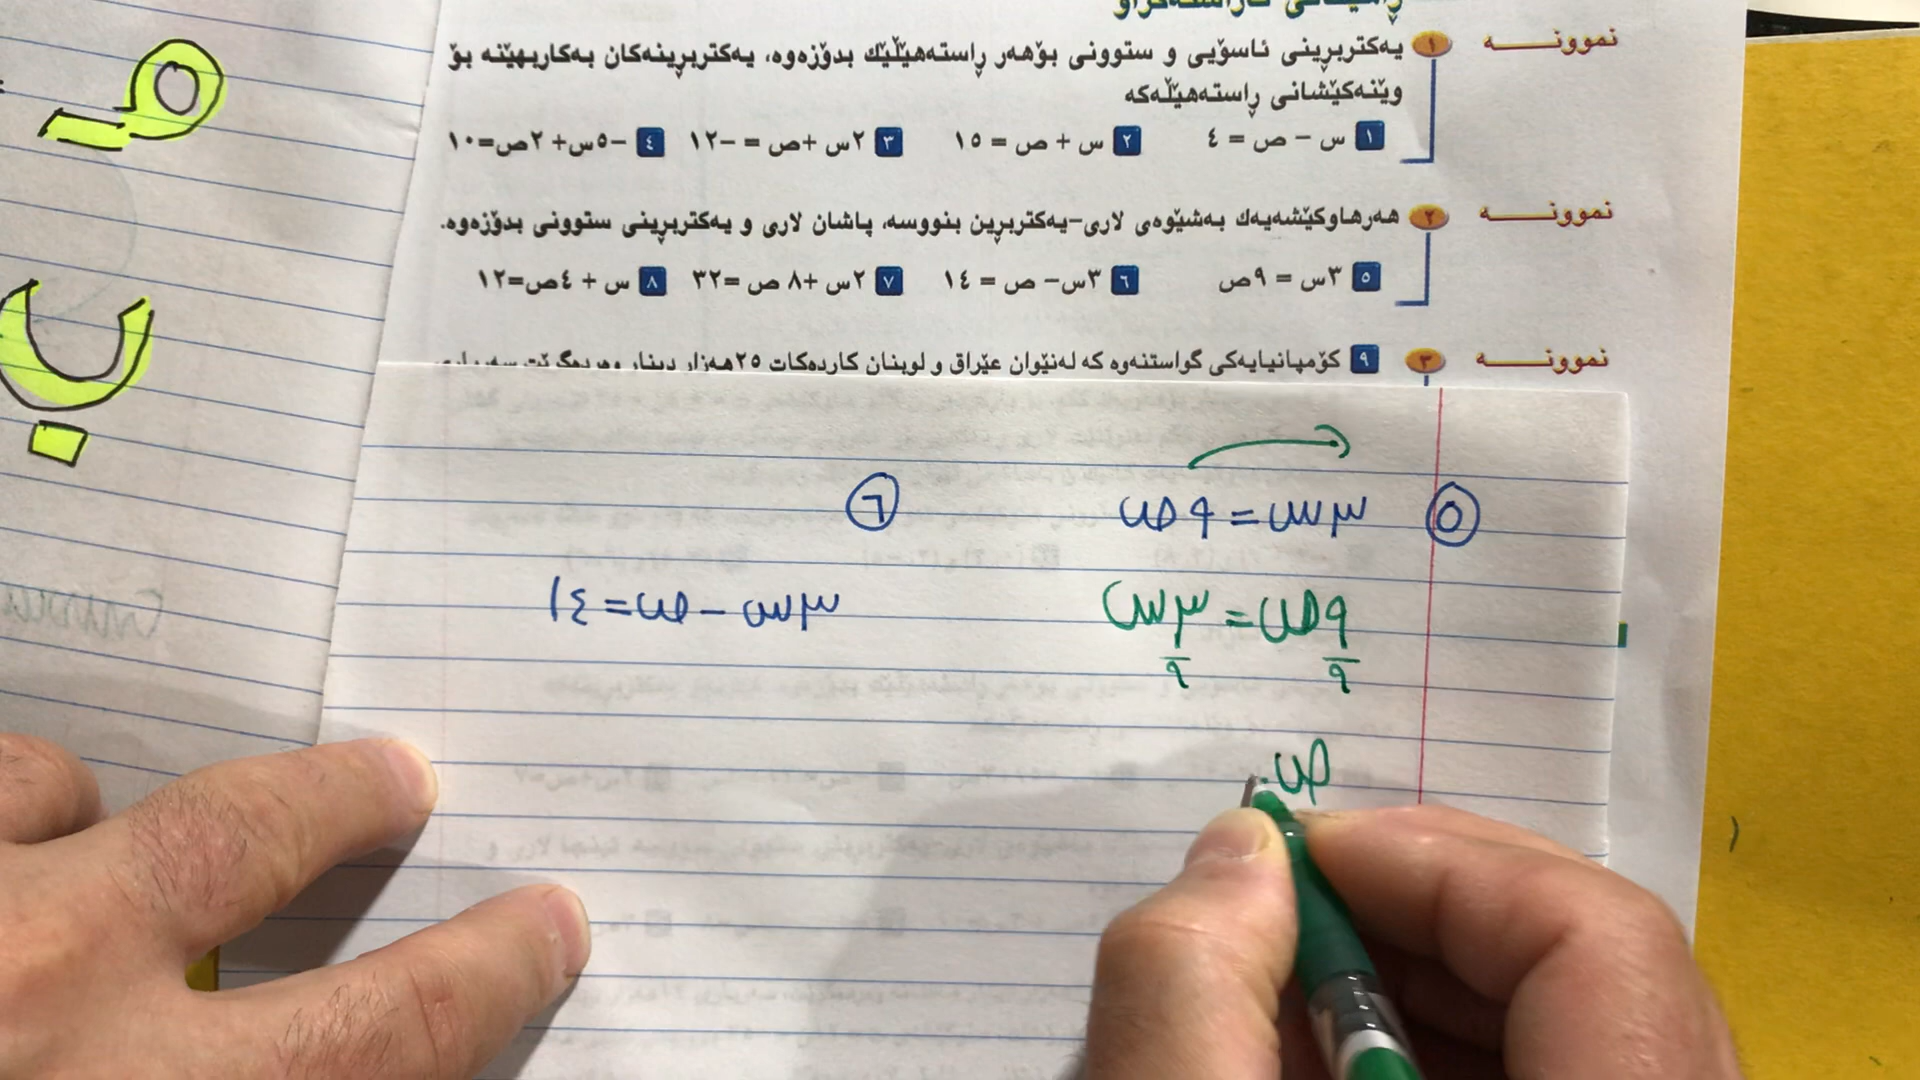 نموونه ١ یەکتربڕینی ئاسۆیی و ستوونی بۆهەر ڕاستەهێڵێك بدۆزەوە، یەکتربڕینەکان بەکاربهێنە بۆ
وێنەکێشانی ڕاستەهێڵەکە
١ س − ص = ٤ ٢ س + ص = ١٥ ٣ ٢س +ص = −١٢ ٤ −٥س+ ٢ص=١٠
نموونه ٢ هەرهاوکێشەیەك بەشێوەی لاری-یەکتربڕین بنووسە، پاشان لاری و یەکتربڕینی ستوونی بدۆزەوە.
٥ ٣س = ٩ص ٦ ٣س− ص = ١٤ ٧ ٢س +٨ ص =٣٢ ٨ س + ٤ص=١٢
نموونه ٣ ٩ کۆمپانیایەکی گواستنەوە کە لەنێوان عێراق و لوبنان کاردەکات ٢٥هەزار دینار
٥ ٣س = ٩ص ٦
٩ص = ٣س
٩ ٩
٣س − ص = ١٤
ص